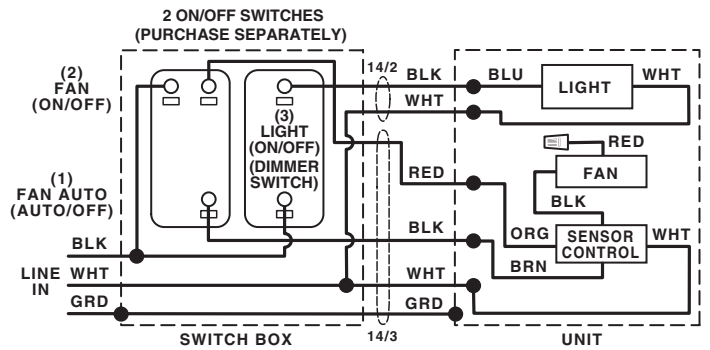 2 ON/OFF SWITCHES
(PURCHASE SEPARATELY)
(2)
FAN
(ON/OFF)
(1)
FAN AUTO
(AUTO/OFF)
(3)
LIGHT
(ON/OFF)
(DIMMER
SWITCH)
14/2
BLK
BLU
LIGHT
WHT
WHT
RED
FAN
RED
BLK
BLK
ORG
SENSOR
CONTROL
WHT
BRN
BLK
LINE
IN
WHT
WHT
GRD
GRD
14/3
SWITCH BOX
UNIT